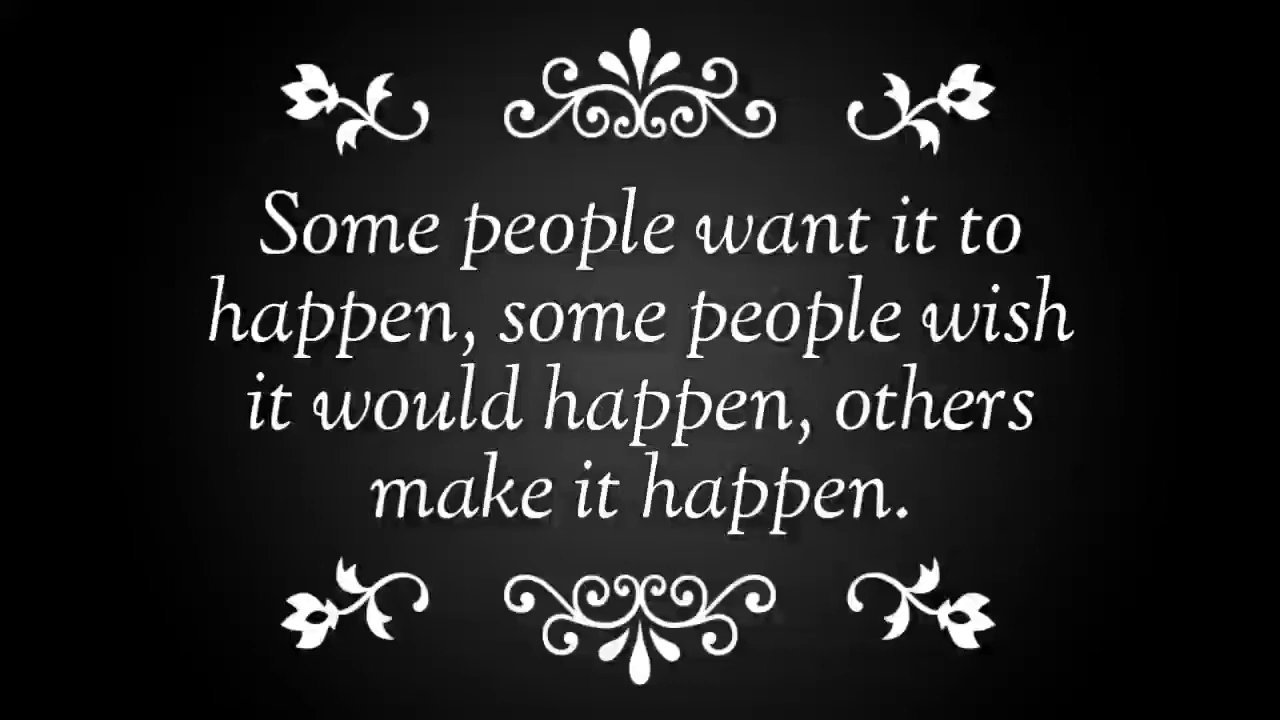 Some people want it to
happen, some people wish
it would happen, others
make it happen.